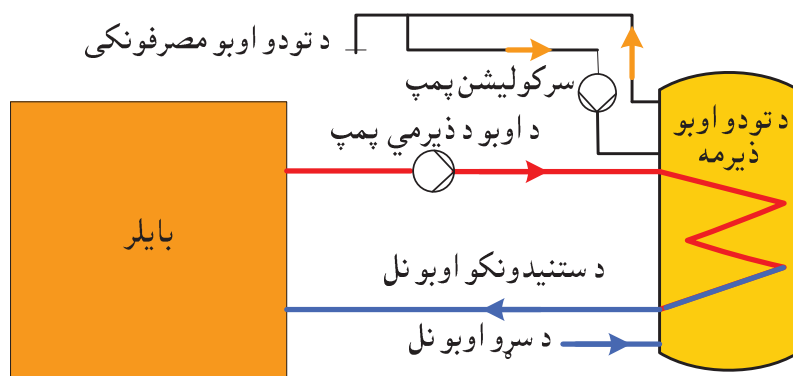 د تودو اوبو مصرفونکی
سرکولیشن پمپ
د اوبو د ذیرمي پمپ
د تودو اوبو
ذیرمه
بایلر
د ستنیدونکو اوبو نل
د سړو اوبو نل